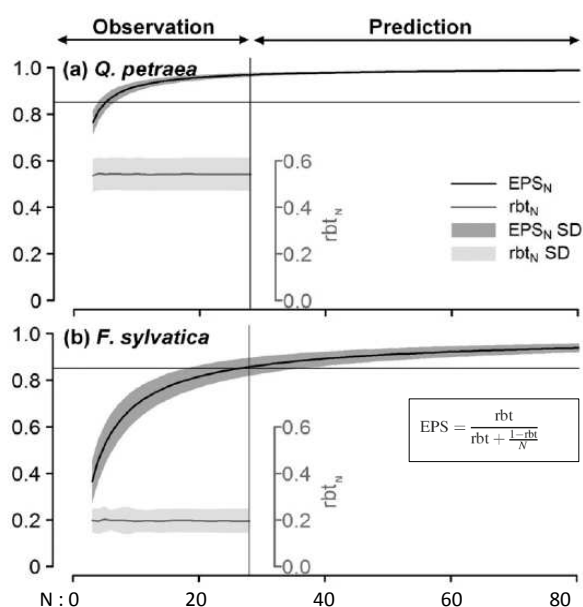 Observation Prediction
1.0 (a) Q. petraea
0.8
0.6 0.6
EPSN
0.4 0.4 rbtN
rbtN EPSN SD
0.2 0.2 rbtN SD
0 0.0
1.0 (b) F. sylvatica
0.8
EPS = rbt / rbt + 1−rbt / N
0.6 0.6
0.4 0.4
rbtN
0.2 0.2
0 0.0
N : 0 20 40 60 80